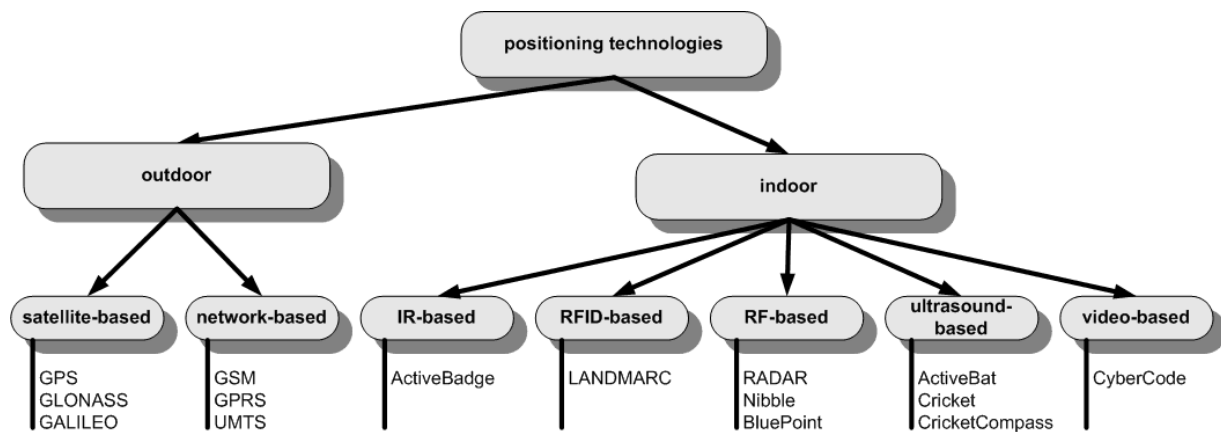 positioning technologies
outdoor
indoor
satellite-based
network-based
IR-based
RFID-based
RF-based
ultrasound-
based
video-based
GPS
GLONASS
GALILEO
GSM
GPRS
UMTS
ActiveBadge
LANDMARC
RADAR
Nibble
BluePoint
ActiveBat
Cricket
CricketCompass
CyberCode